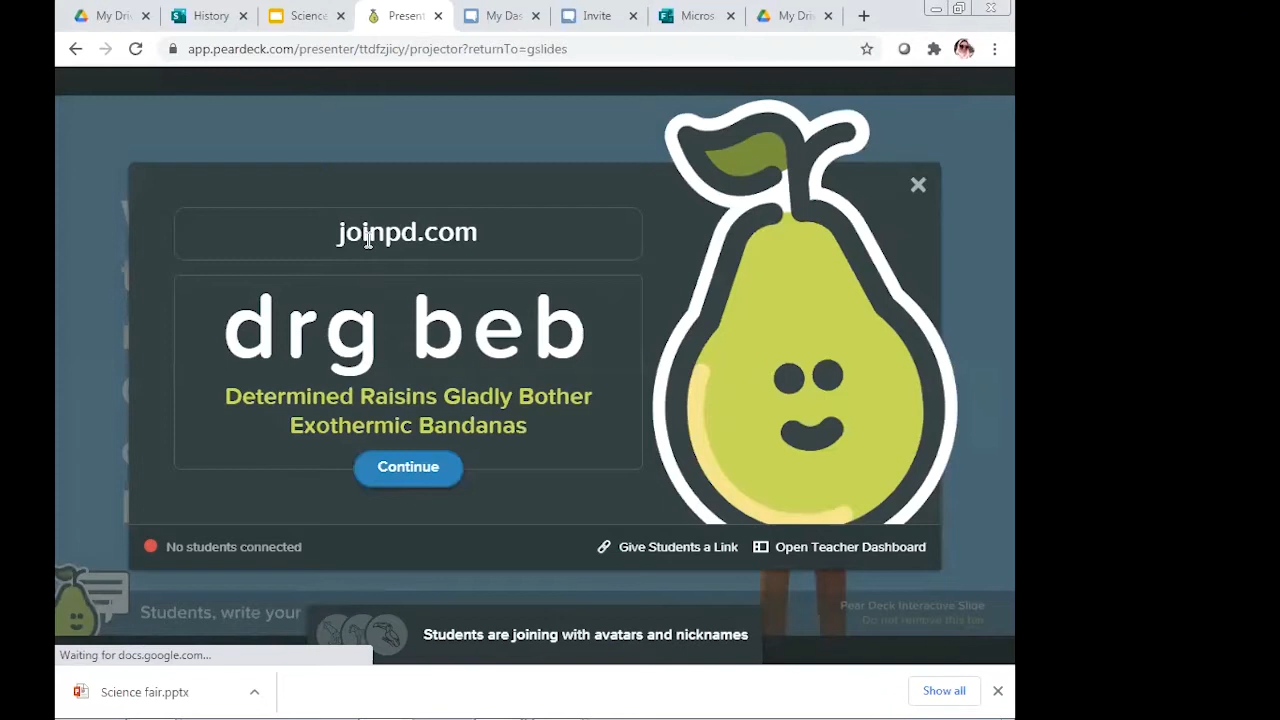 My Driv
History
Science
Present
My Das
Invite
Micros
My Driv
app.peardeck.com/presenter/ttdfzjicy/projector?returnTo=gslides
joinpd.com
drg beb
Determined Raisins Gladly Bother
Exothermic Bandanas
Continue
No students connected
Give Students a Link
Open Teacher Dashboard
Students, write your
Pear Deck Interactive Slide
Do not remove this bar
Students are joining with avatars and nicknames
Waiting for docs.google.com...
Science fair.pptx
Show all